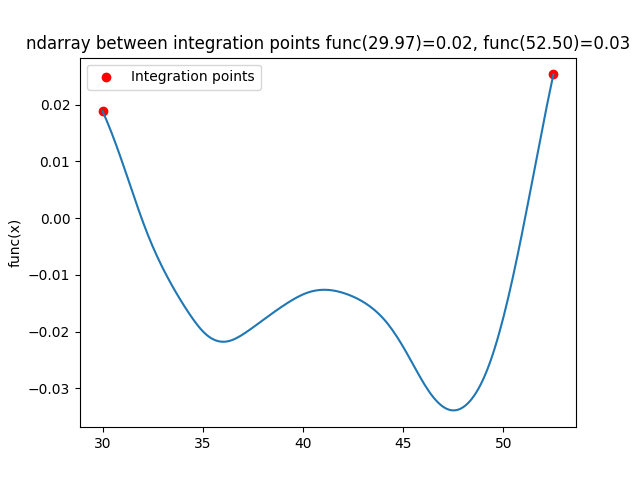 ndarray between integration points func(29.97)=0.02, func(52.50)=0.03
Integration points
0.02
0.01
0.00
−0.01
−0.02
−0.03
func(x)
30 35 40 45 50